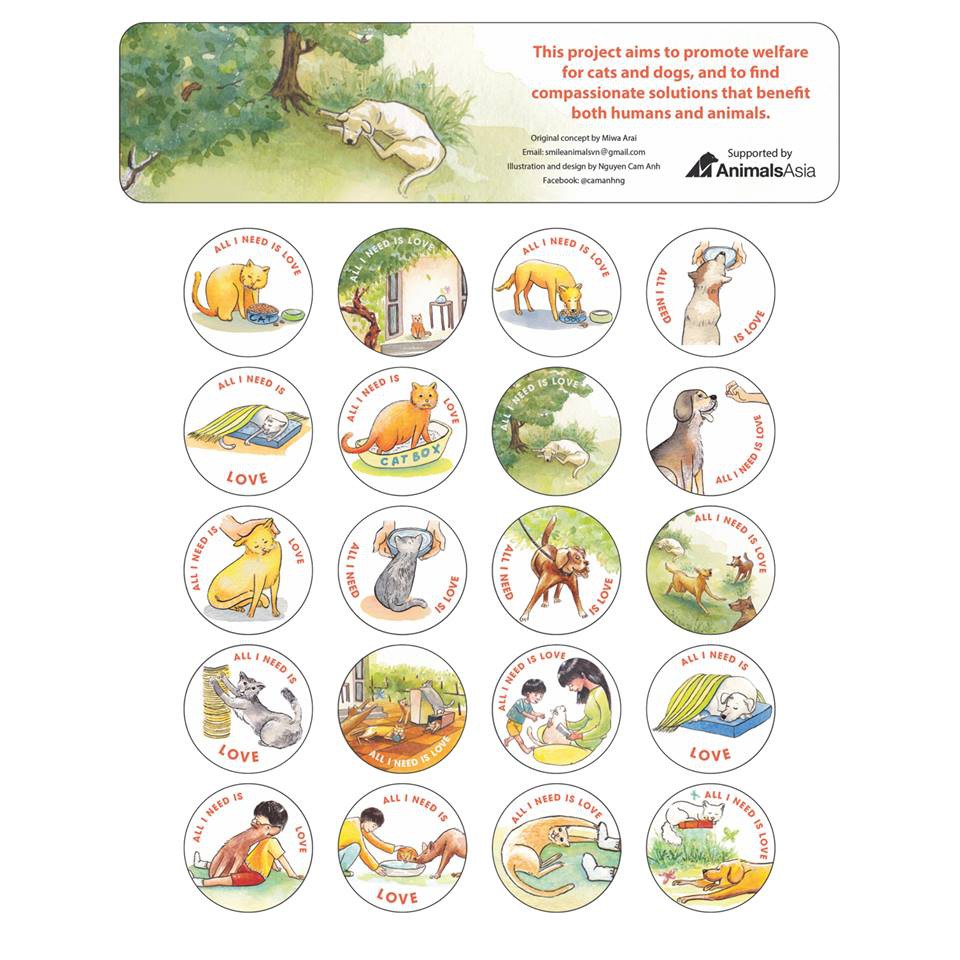 This project aims to promote welfare
for cats and dogs, and to find
compassionate solutions that benefit
both humans and animals.
Original concept by Miwa Arai
Email: smileanimalsvn@gmail.com
Illustration and design by Nguyen Cam Anh
Facebook: @camanhng
Supported by
AnimalsAsia
ALL I NEED IS LOVE
CAT
ALL I NEED IS LOVE
ALL I NEED IS LOVE
ALL I NEED IS LOVE
ALL I NEED IS
LOVE
ALL I NEED IS LOVE
CAT BOX
ALL I NEED IS LOVE
ALL I NEED IS LOVE
ALL I NEED IS LOVE
ALL I NEED IS LOVE
ALL I NEED IS LOVE
ALL I NEED IS LOVE
ALL I NEED IS
LOVE
ALL I NEED IS LOVE
ALL I NEED IS LOVE
ALL I NEED IS
LOVE
ALL I NEED IS LOVE
ALL I NEED IS
LOVE
ALL I NEED IS LOVE
ALL I NEED IS LOVE